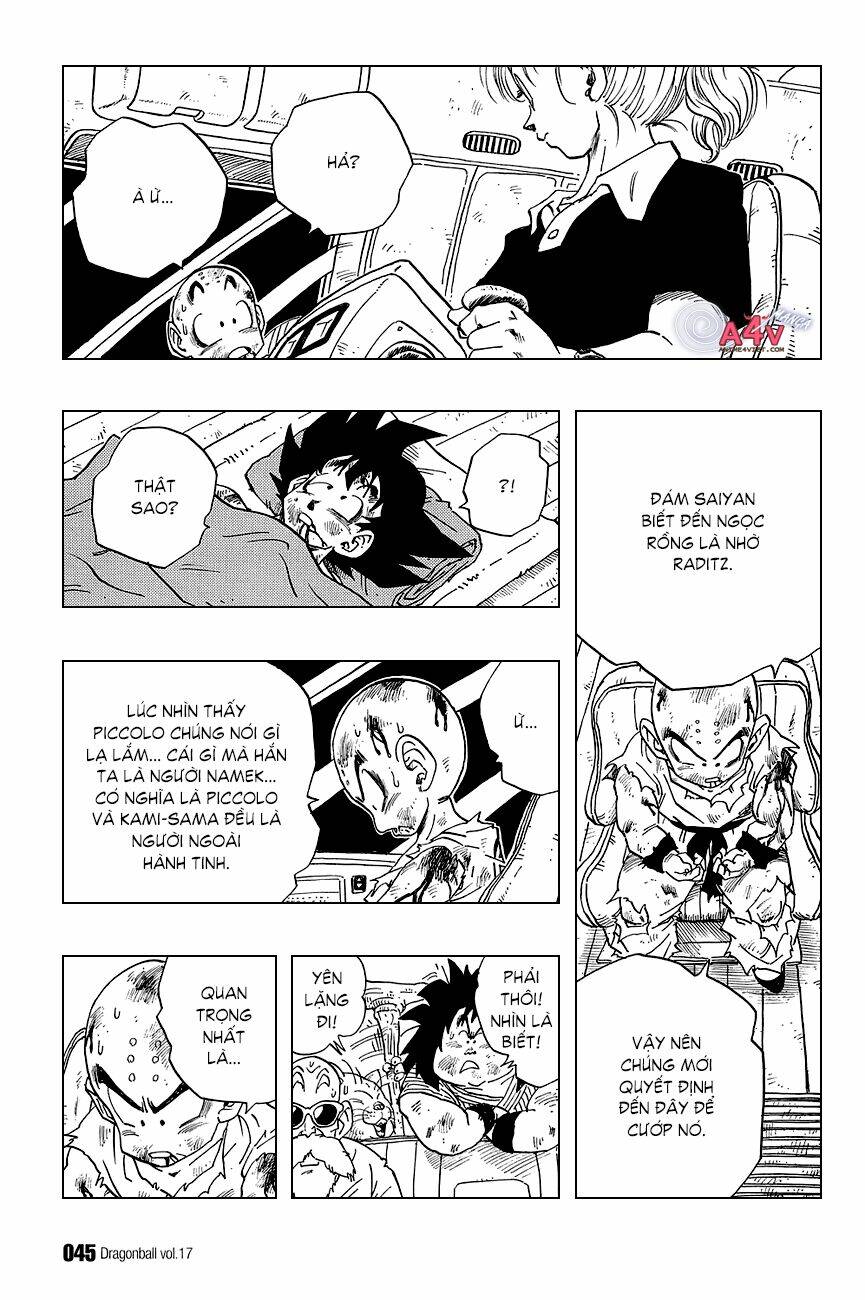 HẢ?
À Ừ...
A4V
MANGA
ANIME4VIET.COM
ĐÁM SAIYAN
BIẾT ĐẾN NGỌC
RỒNG LÀ NHỜ
RADITZ.
VẬY NÊN
CHÚNG MỚI
QUYẾT ĐỊNH
ĐẾN ĐÂY ĐỂ
CƯỚP NÓ.
?!
THẬT
SAO?
Ừ...
LÚC NHÌN THẤY
PICCOLO CHÚNG NÓI GÌ
LẠ LẮM... CÁI GÌ MÀ HẮN
TA LÀ NGƯỜI NAMEK...
CÓ NGHĨA LÀ PICCOLO
VÀ KAMI-SAMA ĐỀU LÀ
NGƯỜI NGOÀI
HÀNH TINH.
PHẢI
THÔI!
NHÌN LÀ
BIẾT!
YÊN
LẶNG
ĐI!
QUAN
TRỌNG
NHẤT
LÀ...
045 Dragonball vol.17